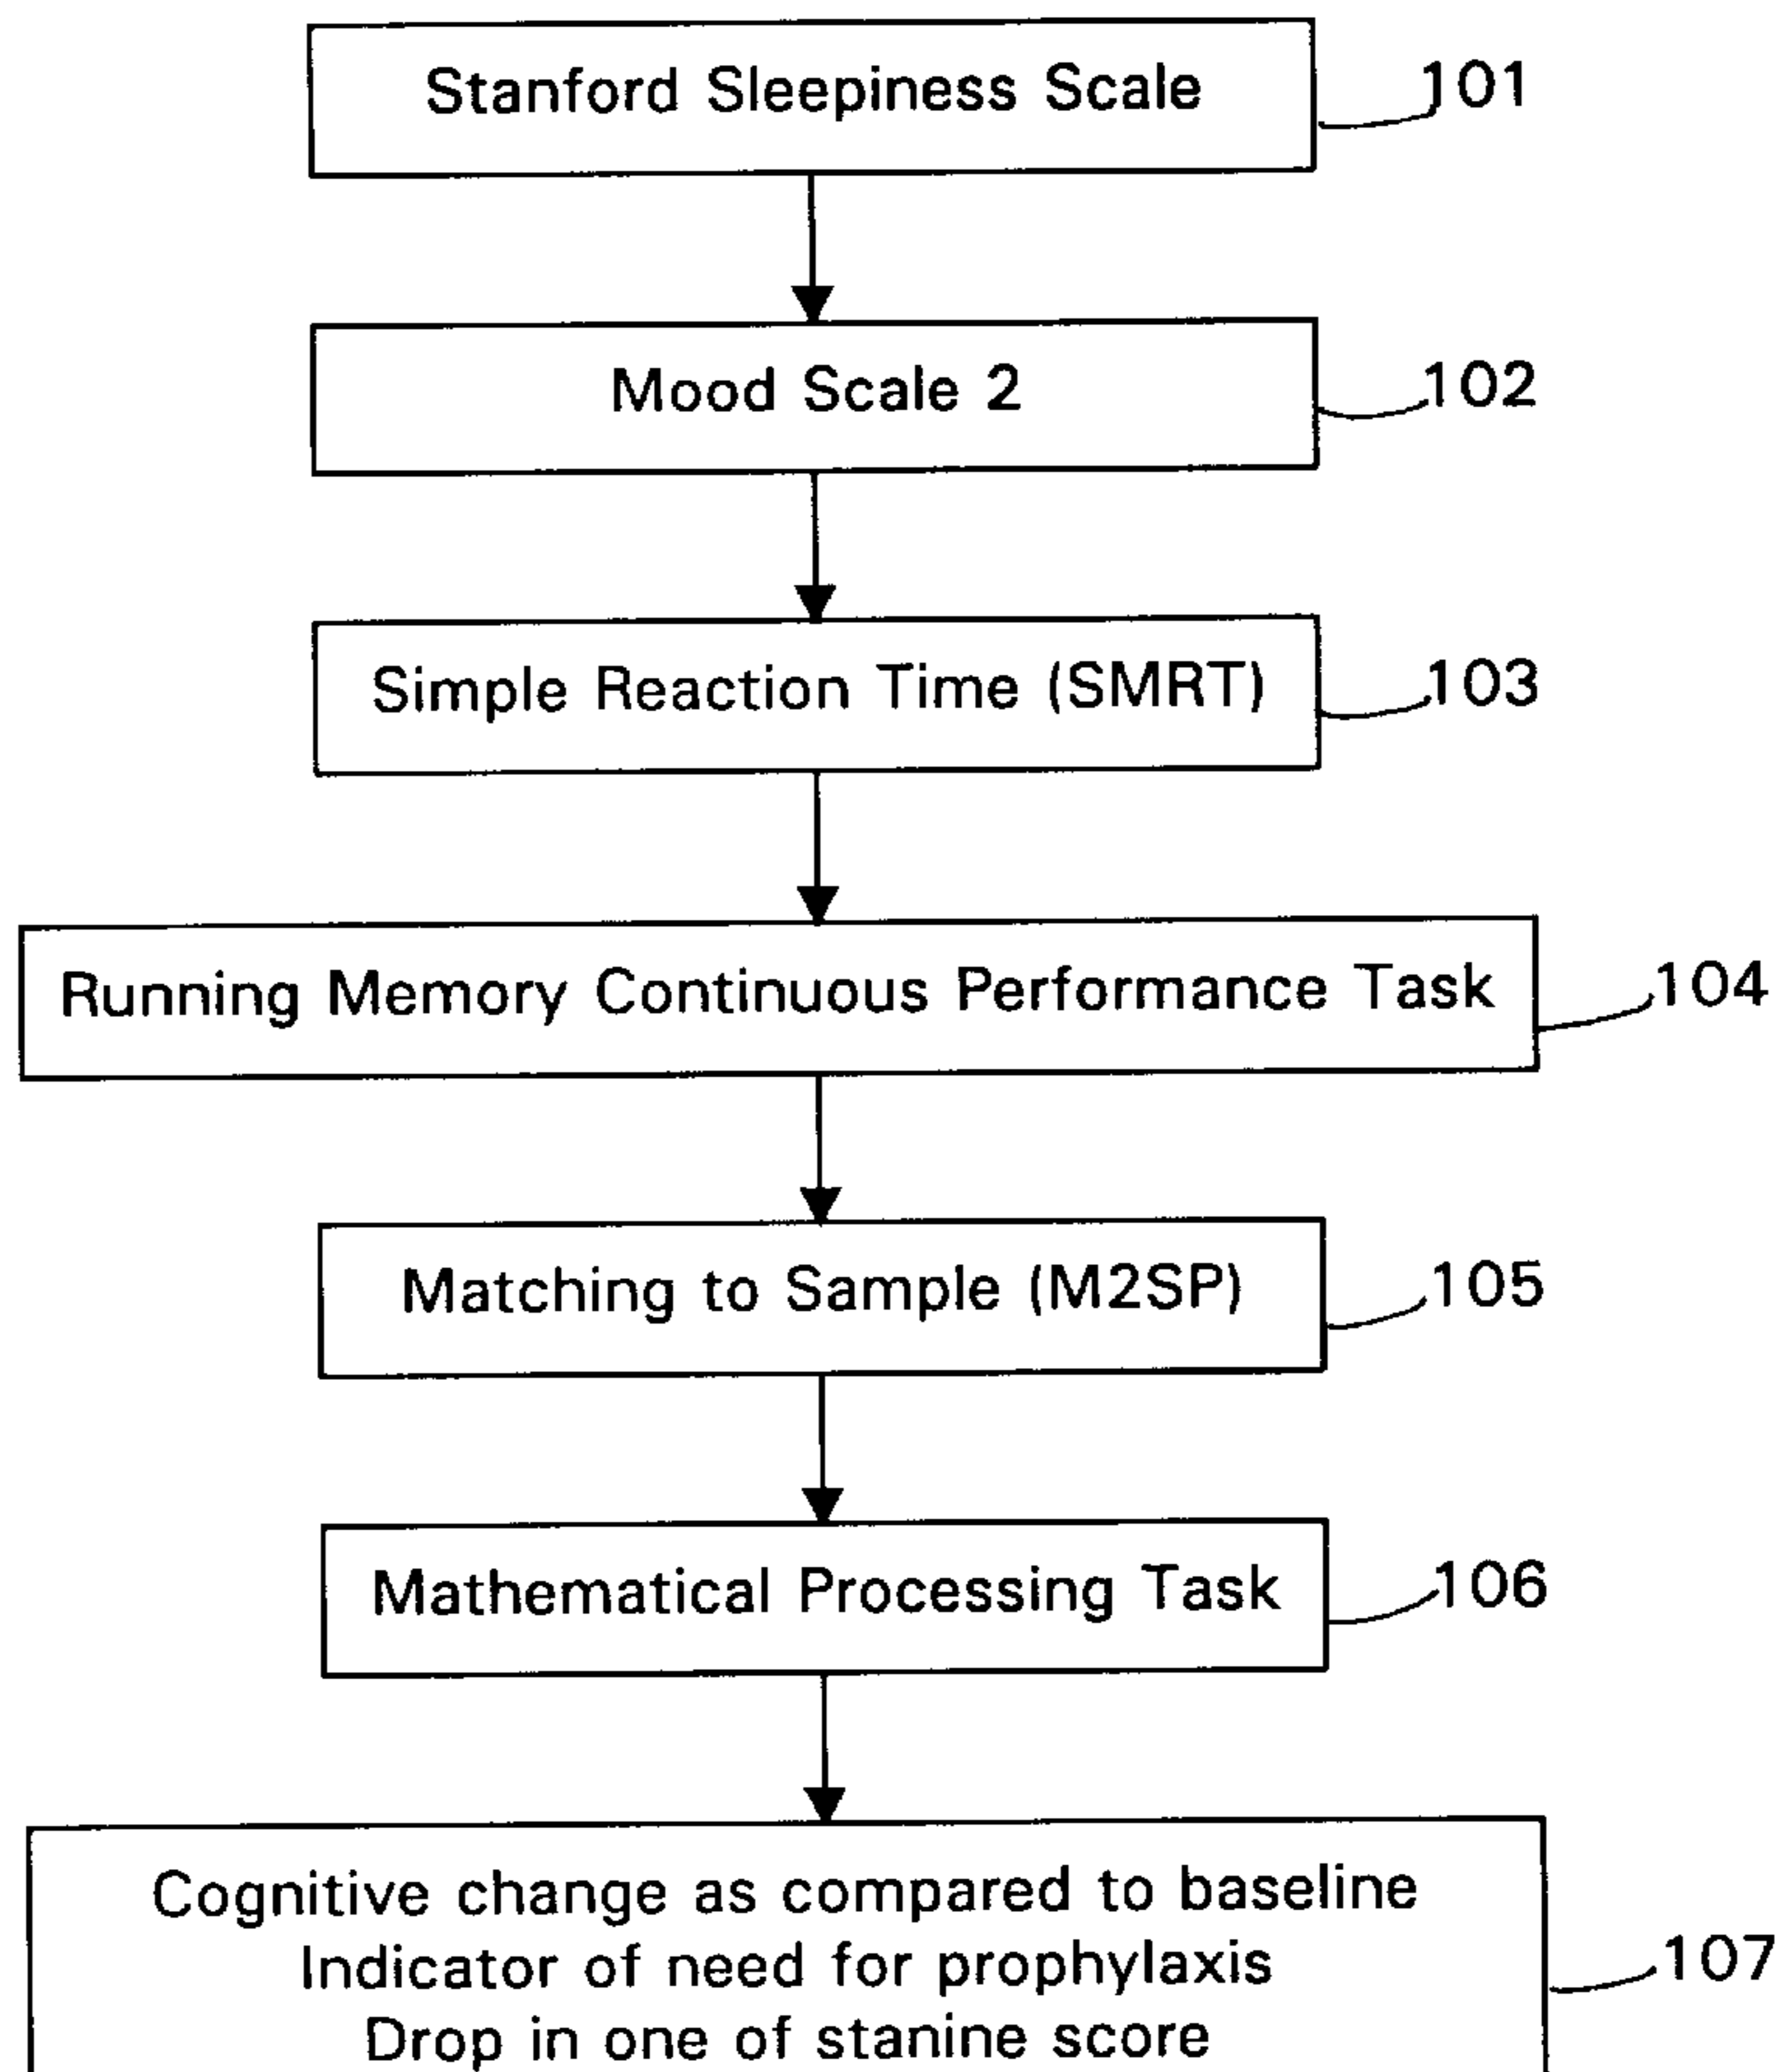 Stanford Sleepiness Scale 101
Mood Scale 2 102
Simple Reaction Time (SMRT) 103
Running Memory Continuous Performance Task 104
Matching to Sample (M2SP) 105
Mathematical Processing Task 106
Cognitive change as compared to baseline
Indicator of need for prophylaxis 107
Drop in one of stanine score